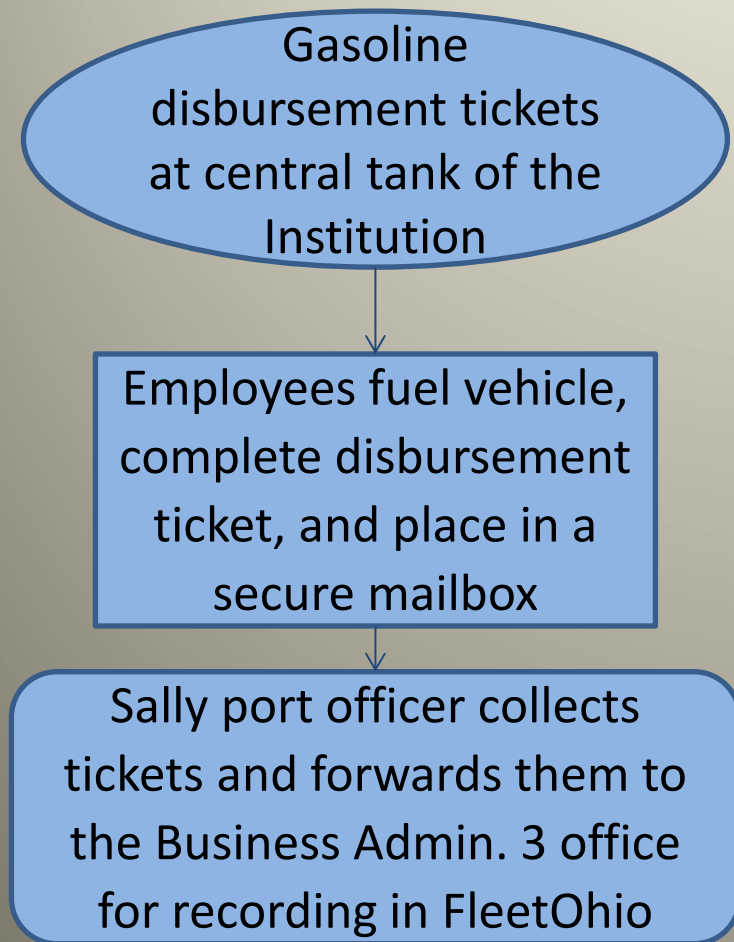 Gasoline
disbursement tickets
at central tank of the
Institution
Employees fuel vehicle,
complete disbursement
ticket, and place in a
secure mailbox
Sally port officer collects
tickets and forwards them to
the Business Admin. 3 office
for recording in FleetOhio